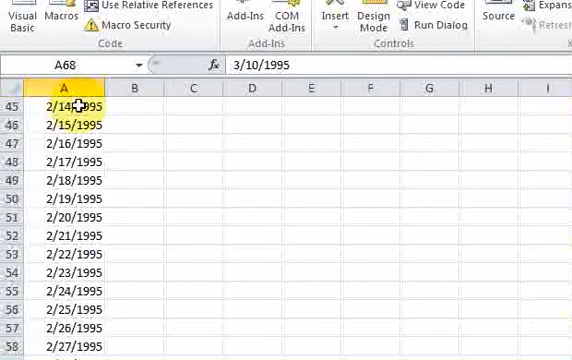 Visual Basic
Macros
Use Relative References
Macro Security
Code
Add-Ins
COM Add-Ins
Add-Ins
Insert
Design Mode
View Code
Run Dialog
Controls
Source
Expans
Refres
A68
fx
3/10/1995
A B C D E F G H I
45 2/14/1995
46 2/15/1995
47 2/16/1995
48 2/17/1995
49 2/18/1995
50 2/19/1995
51 2/20/1995
52 2/21/1995
53 2/22/1995
54 2/23/1995
55 2/24/1995
56 2/25/1995
57 2/26/1995
58 2/27/1995